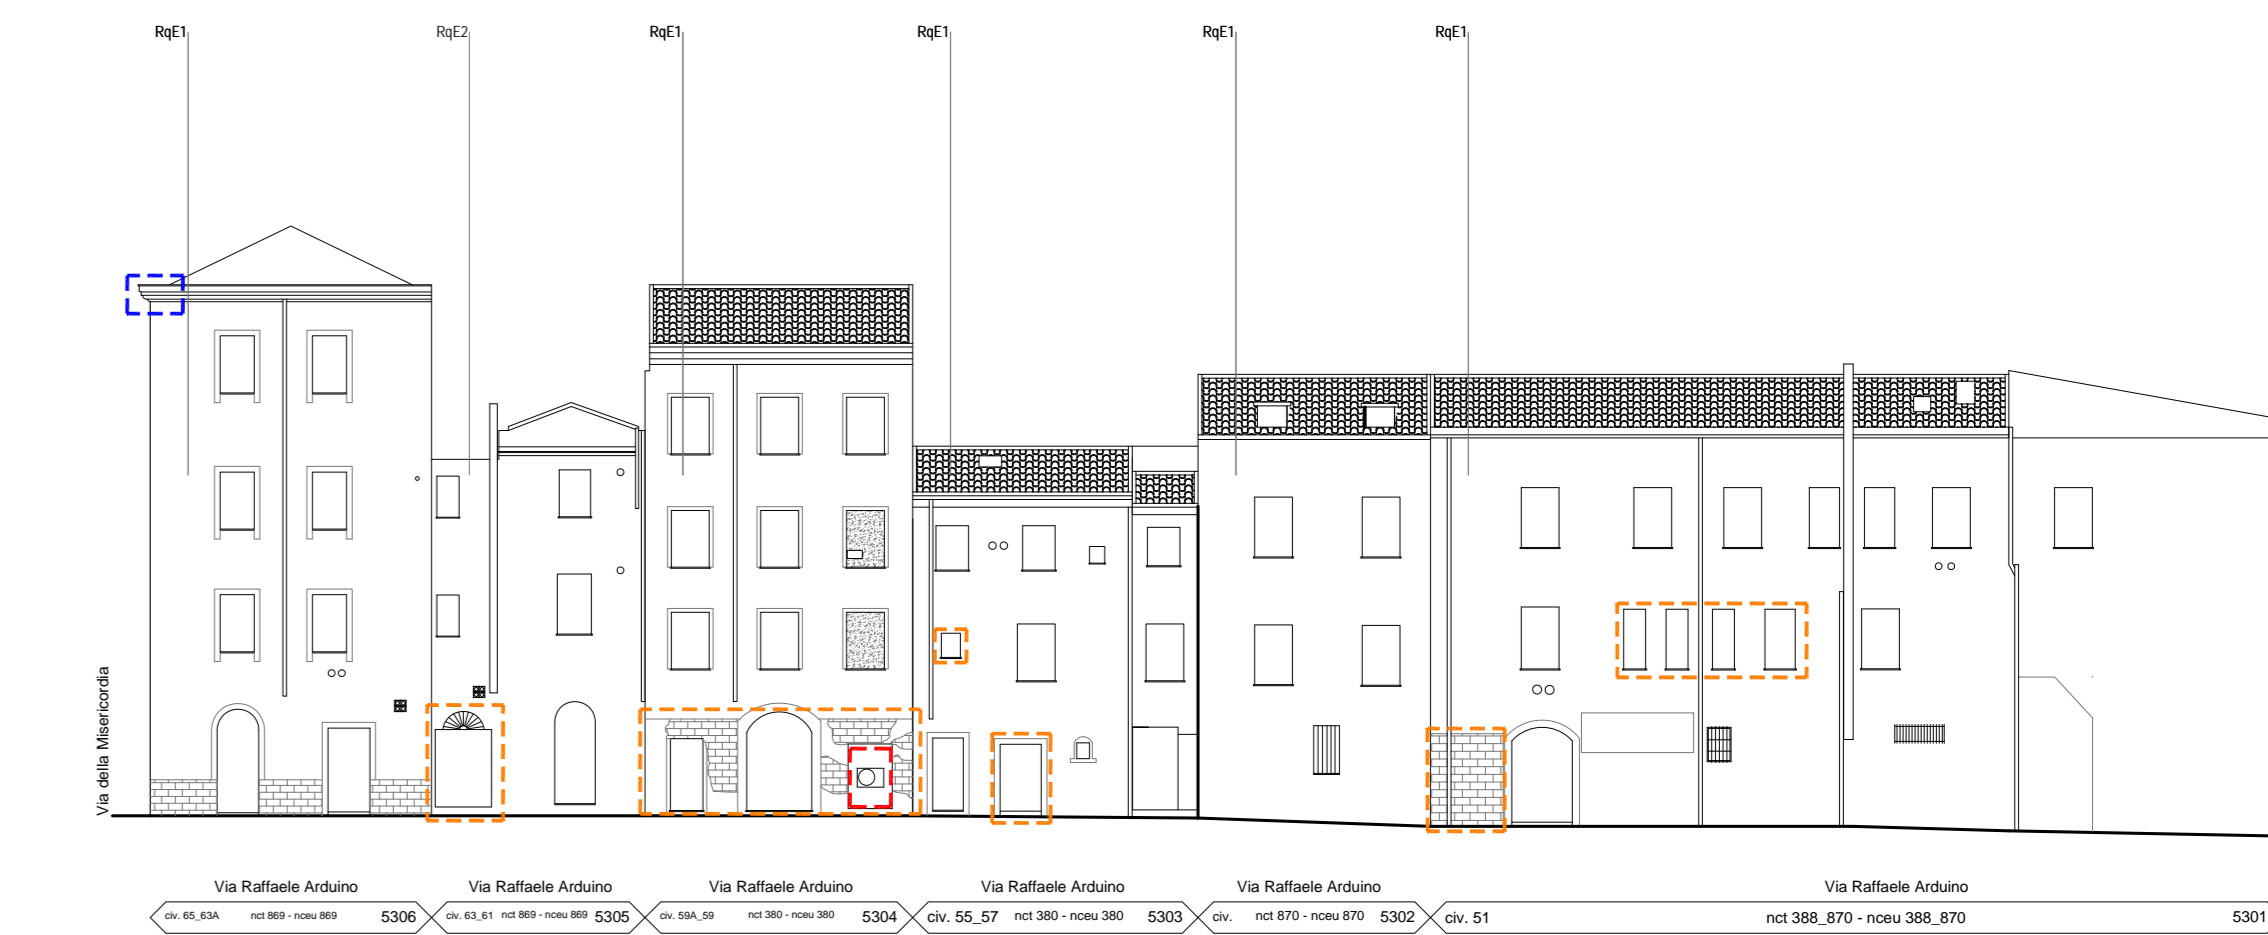 RqE1 RqE2 RqE1 RqE1 RqE1 RqE1
Via della Misericordia
Via Raffaele Arduino Via Raffaele Arduino Via Raffaele Arduino Via Raffaele Arduino Via Raffaele Arduino Via Raffaele Arduino
civ. 65_63A nct 869 - nceu 869 5306 civ. 63_61 nct 869 - nceu 869 5305 civ. 59A_59 nct 380 - nceu 380 5304 civ. 55_57 nct 380 - nceu 380 5303 civ. nct 870 - nceu 870 5302 civ. 51 nct 388_870 - nceu 388_870 5301